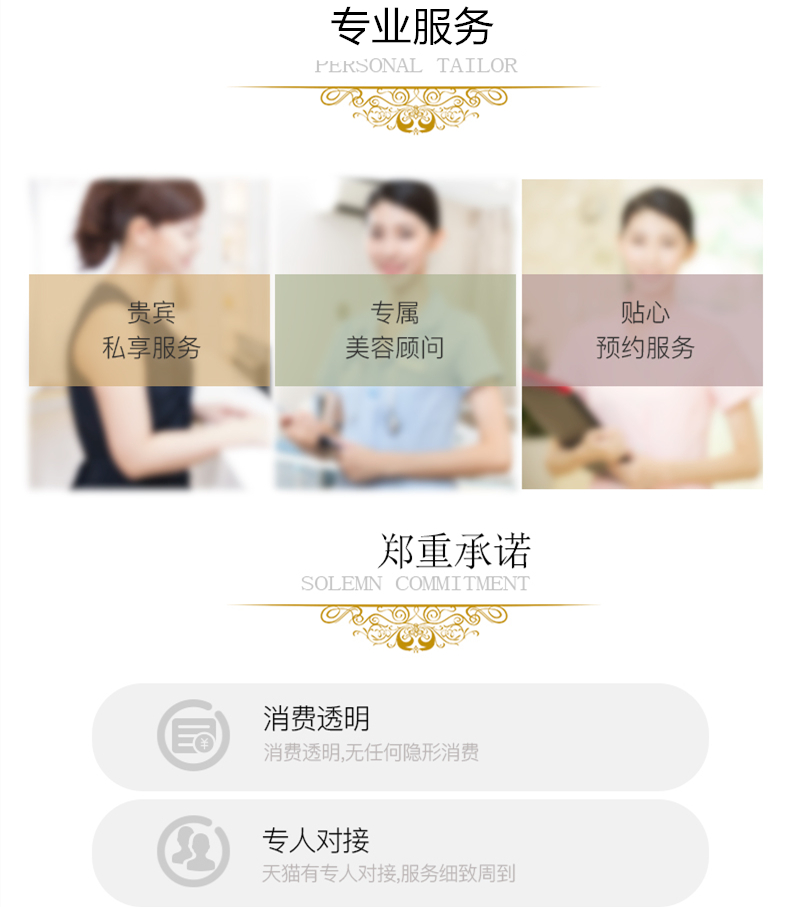 专业服务
PERSONAL TAILOR
贵宾
私享服务
专属
美容顾问
贴心
预约服务
郑重承诺
SOLEMN COMMITMENT
消费透明
消费透明,无任何隐形消费
专人对接
天猫有专人对接,服务细致周到